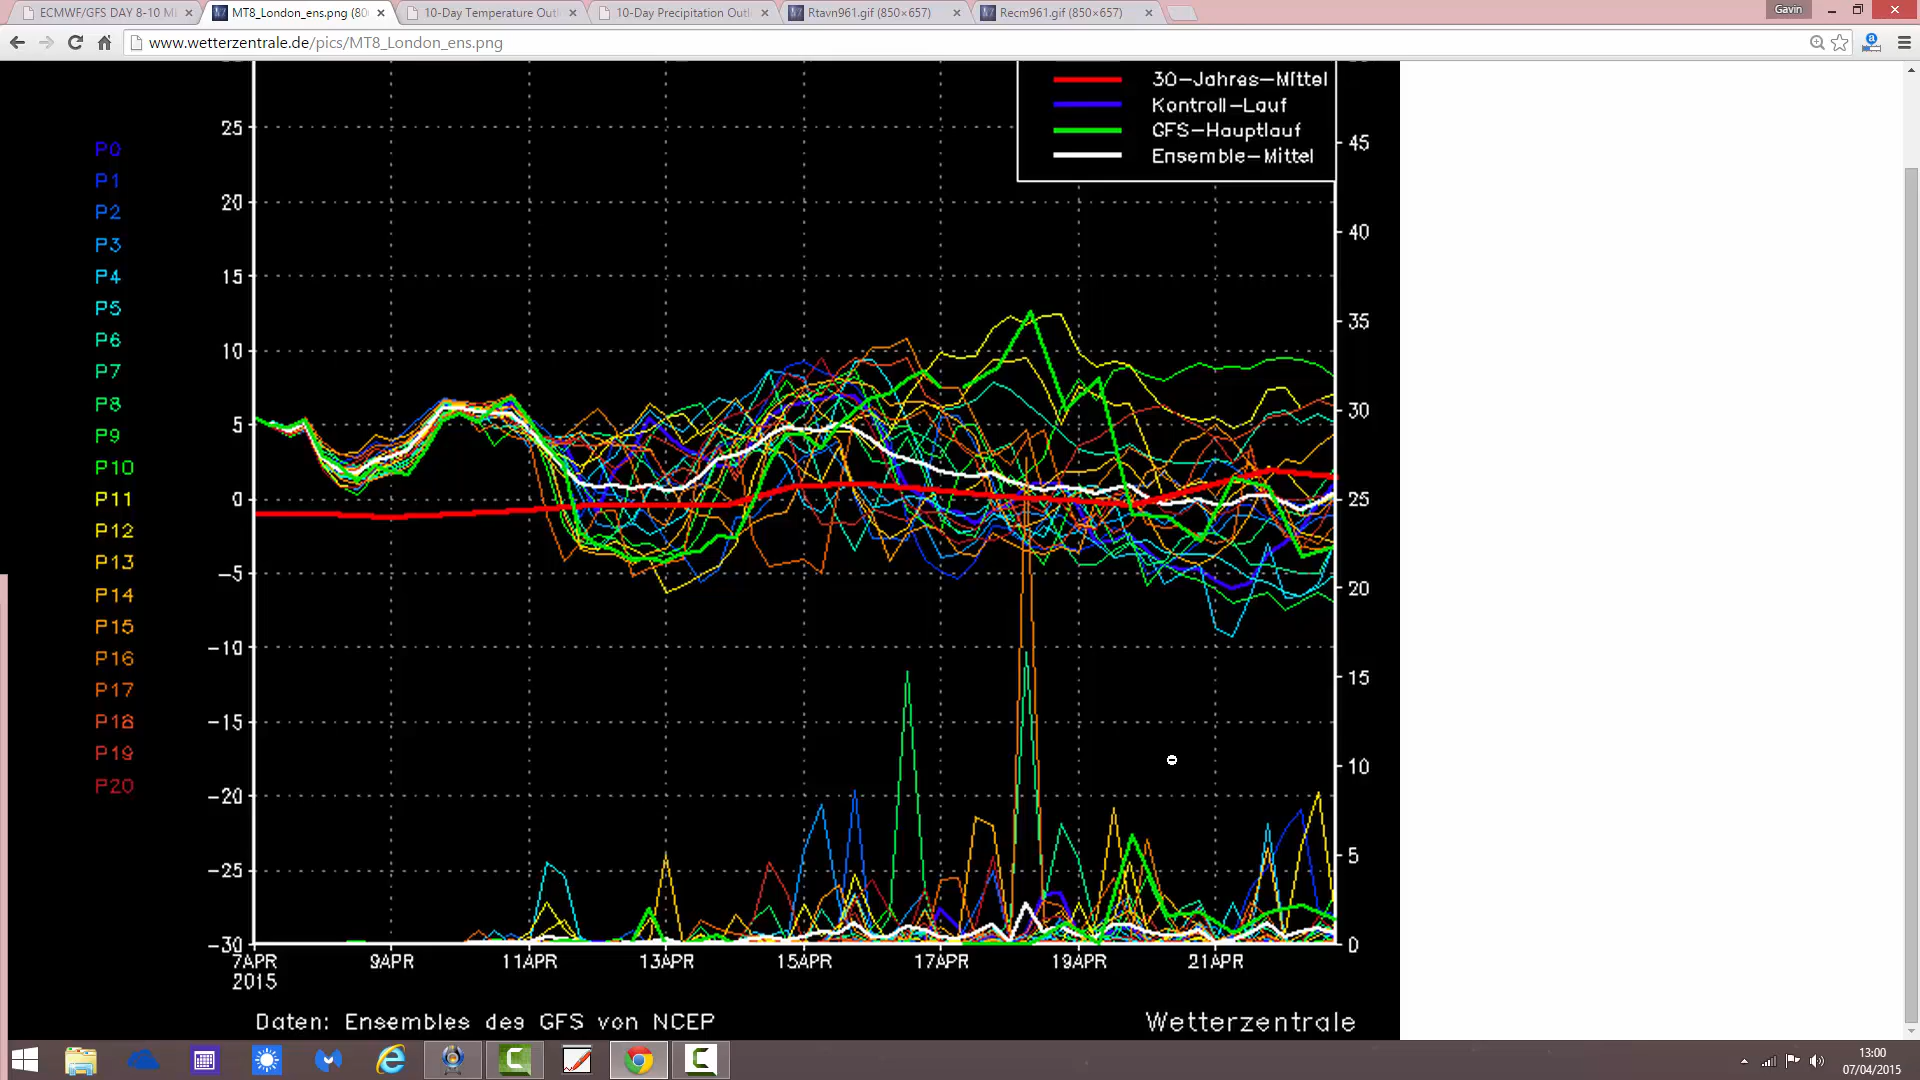 ECMWF/GFS DAY 8-10 M
MT8_London_ens.png (80
10-Day Temperature Out
10-Day Precipitation Out
Rtavn961.gif (850×657)
Recm961.gif (850×657)
Gavin
www.wetterzentrale.de/pics/MT8_London_ens.png
30-Jahres-Mittel
Kontroll-Lauf
GFS-Hauptlauf
Ensemble-Mittel
P0
P1
P2
P3
P4
P5
P6
P7
P8
P9
P10
P11
P12
P13
P14
P15
P16
P17
P18
P19
P20
25
20
15
10
5
0
-5
-10
-15
-20
-25
-30
45
40
35
30
25
20
15
10
5
0
7APR 9APR 11APR 13APR 15APR 17APR 19APR 21APR
2015
Daten: Ensembles des GFS von NCEP
Wetterzentrale
13:00
07/04/2015